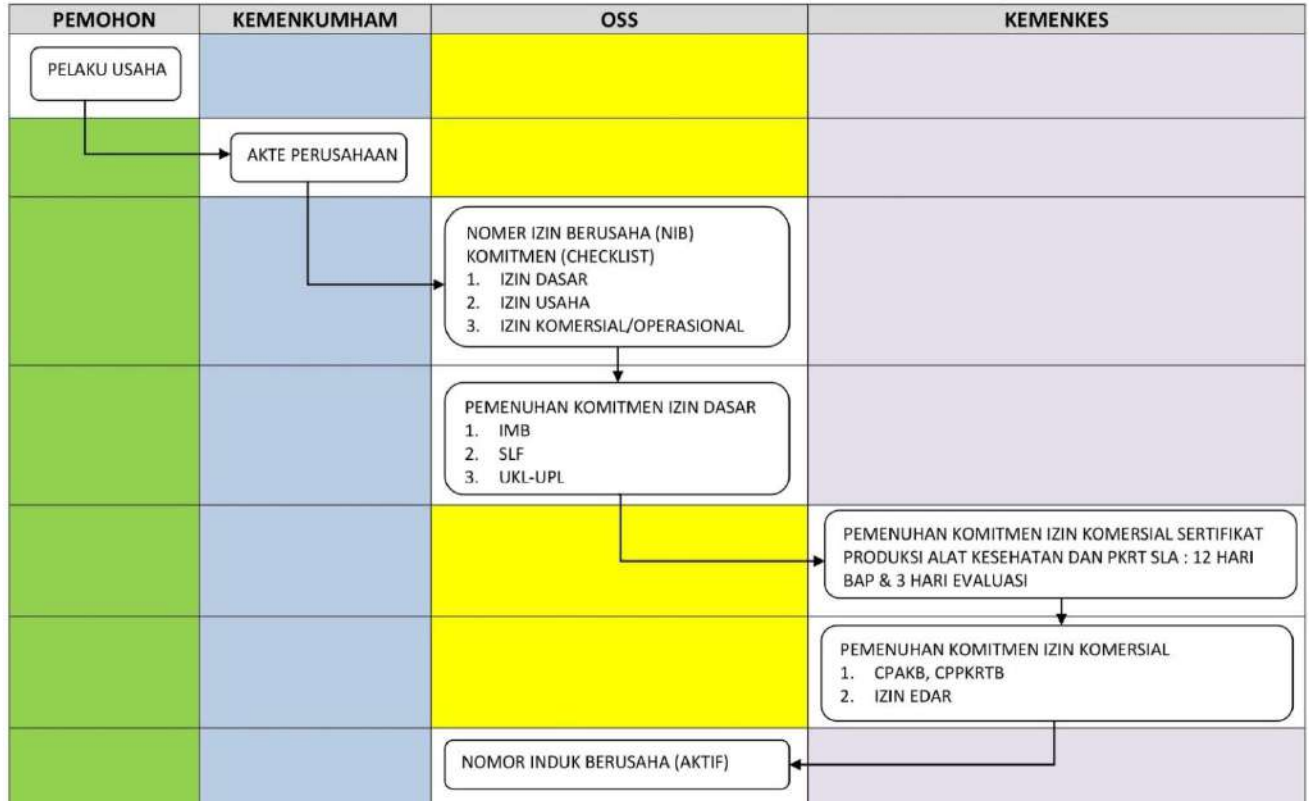 PEMOHON KEMENKUMHAM OSS KEMENKES
PELAKU USAHA
AKTE PERUSAHAAN
NOMER IZIN BERUSAHA (NIB)
KOMITMEN (CHECKLIST)
1. IZIN DASAR
2. IZIN USAHA
3. IZIN KOMERSIAL/OPERASIONAL
PEMENUHAN KOMITMEN IZIN DASAR
1. IMB
2. SLF
3. UKL-UPL
PEMENUHAN KOMITMEN IZIN KOMERSIAL SERTIFIKAT
PRODUKSI ALAT KESEHATAN DAN PKRT SLA : 12 HARI
BAP & 3 HARI EVALUASI
PEMENUHAN KOMITMEN IZIN KOMERSIAL
1. CPAKB, CPPKRTB
2. IZIN EDAR
NOMOR INDUK BERUSAHA (AKTIF)